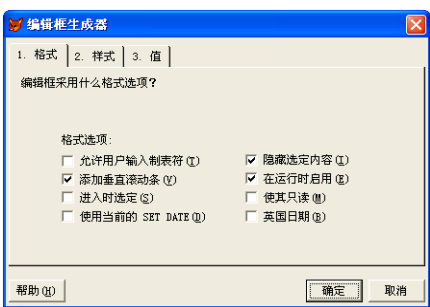 编辑框生成器
1. 格式 2. 样式 3. 值
编辑框采用什么格式选项？
格式选项:
允许用户输入制表符(T) 隐藏选定内容(I)
添加垂直滚动条(V) 在运行时启用(E)
进入时选定(S) 使其只读(M)
使用当前的 SET DATE(D) 英国日期(B)
帮助(H) 确定 取消